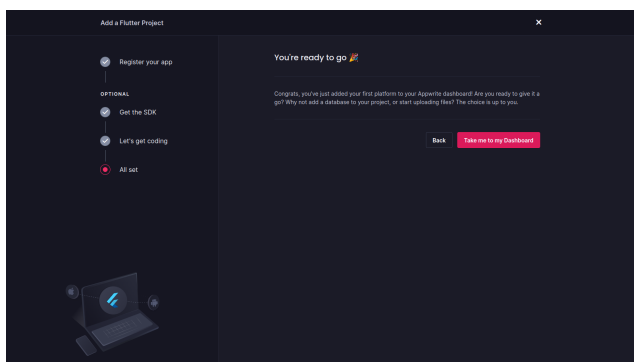 Add a Flutter Project
Register your app
OPTIONAL
Get the SDK
Let's get coding
All set
You're ready to go 🎉
Congrats, you've just added your first platform to your Appwrite dashboard! Are you ready to give it a
go? Why not add a database to your project, or start uploading files? The choice is up to you.
Back
Take me to my Dashboard